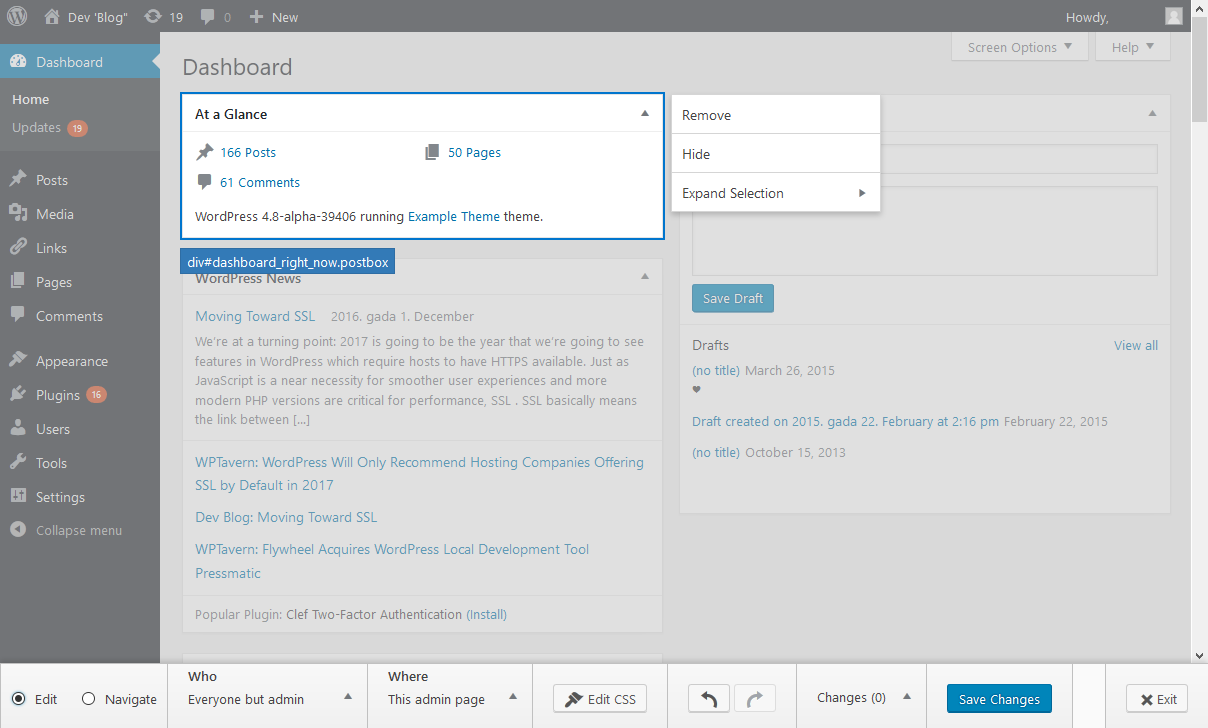 Dev 'Blog" 19 0 New Howdy,
Dashboard
Home
Updates 19
Posts
Media
Links
Pages
Comments
Appearance
Plugins 16
Users
Tools
Settings
Collapse menu
Screen Options Help
Dashboard
At a Glance
166 Posts 50 Pages
61 Comments
WordPress 4.8-alpha-39406 running Example Theme theme.
div#dashboard_right_now.postbox
Remove
Hide
Expand Selection
WordPress News
Moving Toward SSL 2016. gada 1. December
We're at a turning point: 2017 is going to be the year that we're going to see
features in WordPress which require hosts to have HTTPS available. Just as
JavaScript is a near necessity for smoother user experiences and more
modern PHP versions are critical for performance, SSL . SSL basically means
the link between [...]
WPTavern: WordPress Will Only Recommend Hosting Companies Offering
SSL by Default in 2017
Dev Blog: Moving Toward SSL
WPTavern: Flywheel Acquires WordPress Local Development Tool
Pressmatic
Popular Plugin: Clef Two-Factor Authentication (Install)
Save Draft
Drafts View all
(no title) March 26, 2015
❤
Draft created on 2015. gada 22. February at 2:16 pm February 22, 2015
(no title) October 15, 2013
Edit Navigate
Who
Everyone but admin
Where
This admin page
Edit CSS
Changes (0)
Save Changes
Exit